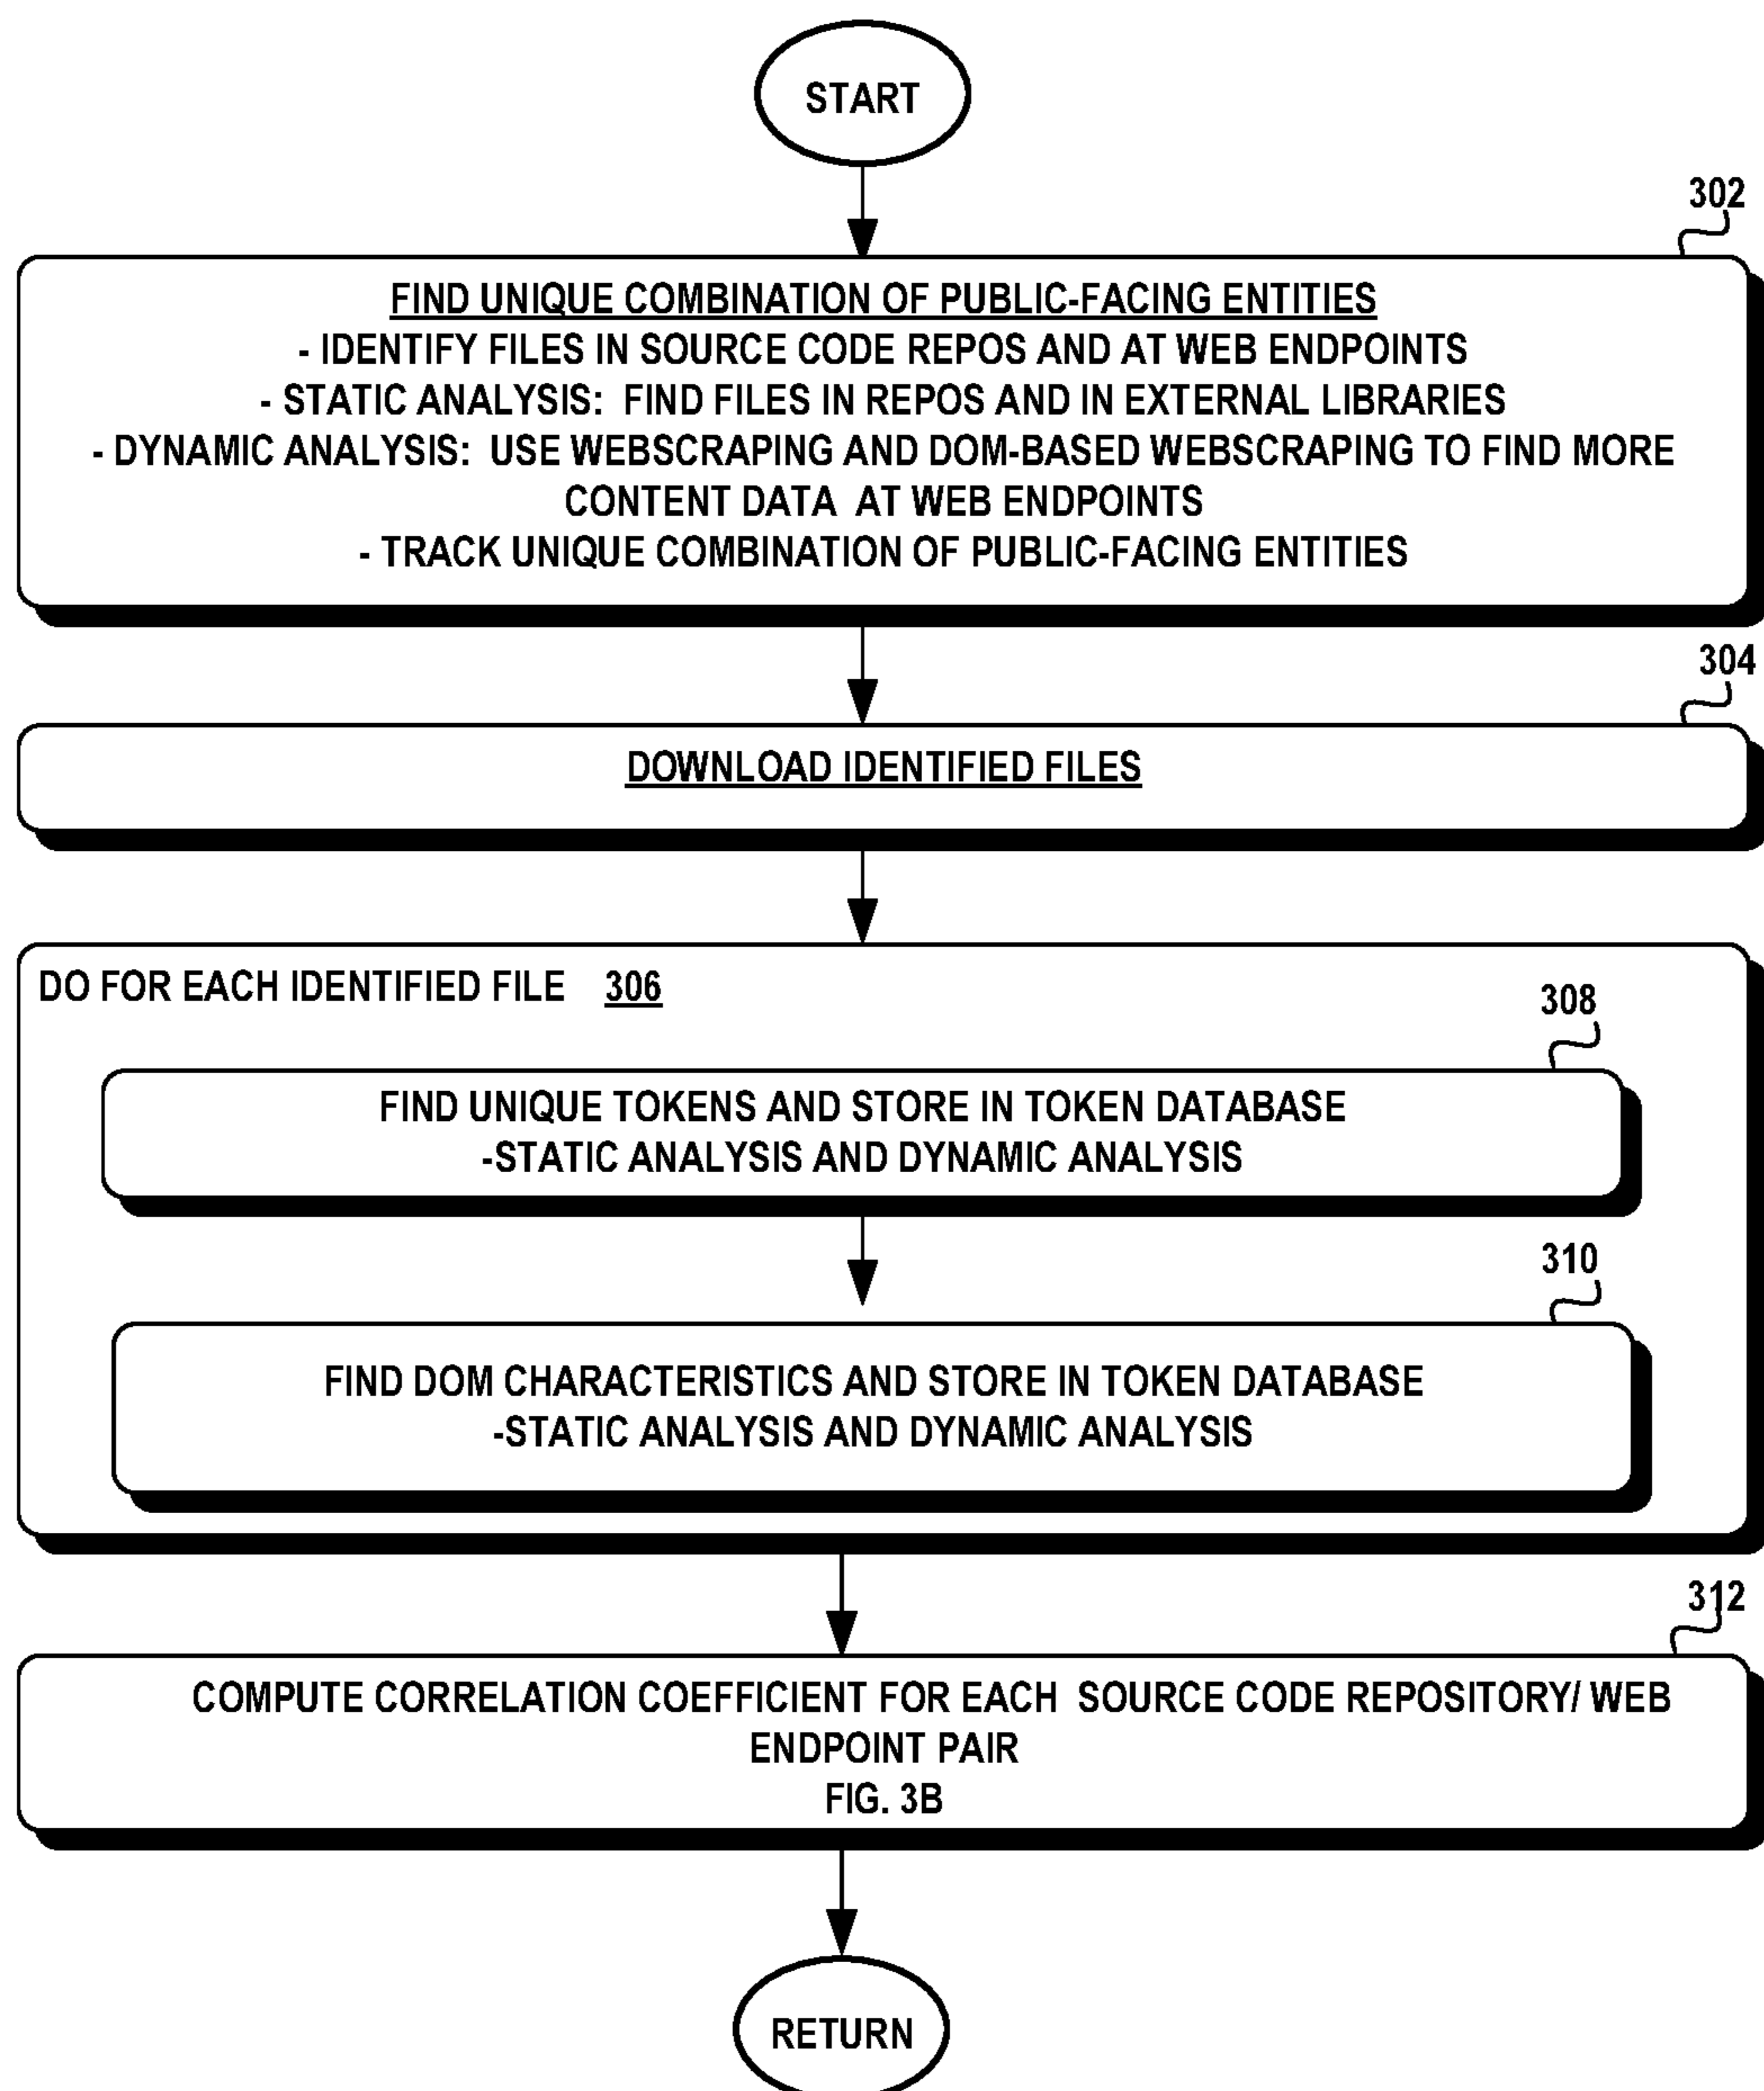 START
302
FIND UNIQUE COMBINATION OF PUBLIC-FACING ENTITIES
- IDENTIFY FILES IN SOURCE CODE REPOS AND AT WEB ENDPOINTS
- STATIC ANALYSIS: FIND FILES IN REPOS AND IN EXTERNAL LIBRARIES
- DYNAMIC ANALYSIS: USE WEBSCRAPING AND DOM-BASED WEBSCRAPING TO FIND MORE
CONTENT DATA AT WEB ENDPOINTS
- TRACK UNIQUE COMBINATION OF PUBLIC-FACING ENTITIES
304
DOWNLOAD IDENTIFIED FILES
DO FOR EACH IDENTIFIED FILE 306
308
FIND UNIQUE TOKENS AND STORE IN TOKEN DATABASE
-STATIC ANALYSIS AND DYNAMIC ANALYSIS
310
FIND DOM CHARACTERISTICS AND STORE IN TOKEN DATABASE
-STATIC ANALYSIS AND DYNAMIC ANALYSIS
312
COMPUTE CORRELATION COEFFICIENT FOR EACH SOURCE CODE REPOSITORY/ WEB
ENDPOINT PAIR
FIG. 3B
RETURN